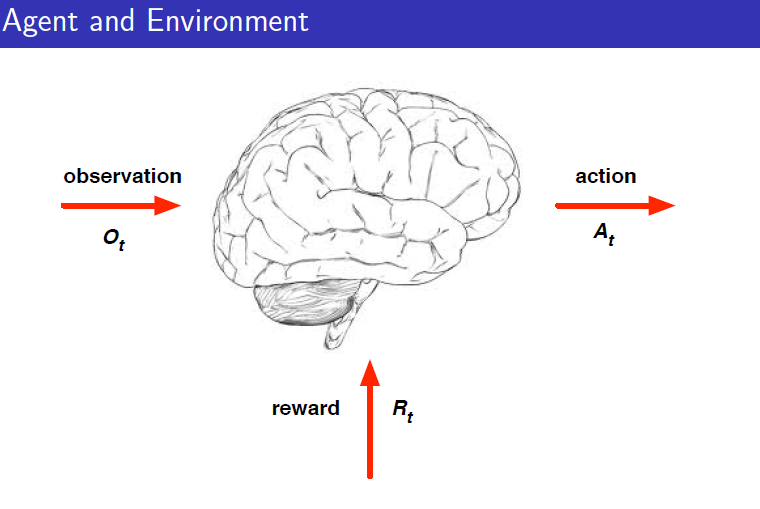 Agent and Environment
observation
O_t
action
A_t
reward
R_t